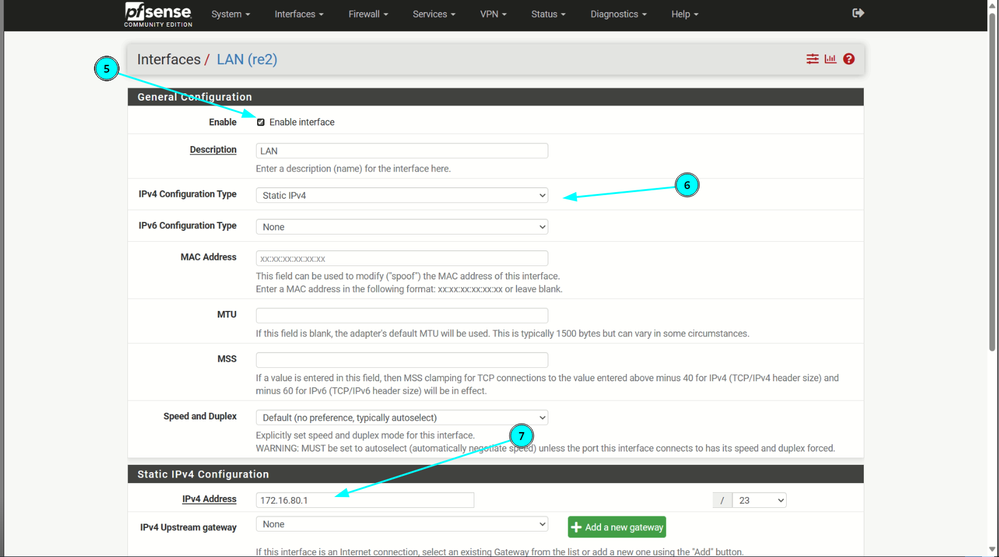 pfsense
COMMUNITY EDITION
System
Interfaces
Firewall
Services
VPN
Status
Diagnostics
Help
Interfaces / LAN (re2)
5
General Configuration
Enable
Enable interface
Description
LAN
Enter a description (name) for the interface here.
6
IPv4 Configuration Type
Static IPv4
IPv6 Configuration Type
None
MAC Address
xx:xx:xx:xx:xx:xx
This field can be used to modify ("spoof") the MAC address of this interface.
Enter a MAC address in the following format: xx:xx:xx:xx:xx:xx or leave blank.
MTU
If this field is blank, the adapter's default MTU will be used. This is typically 1500 bytes but can vary in some circumstances.
MSS
If a value is entered in this field, then MSS clamping for TCP connections to the value entered above minus 40 for IPv4 (TCP/IPv4 header size) and
minus 60 for IPv6 (TCP/IPv6 header size) will be in effect.
Speed and Duplex
Default (no preference, typically autoselect)
7
Explicitly set speed and duplex mode for this interface.
WARNING: MUST be set to autoselect (automatically negotiate speed) unless the port this interface connects to has its speed and duplex forced.
Static IPv4 Configuration
IPv4 Address
172.16.80.1
/ 23
IPv4 Upstream gateway
None
Add a new gateway
If this interface is an Internet connection, select an existing Gateway from the list or add a new one using the "Add" button.